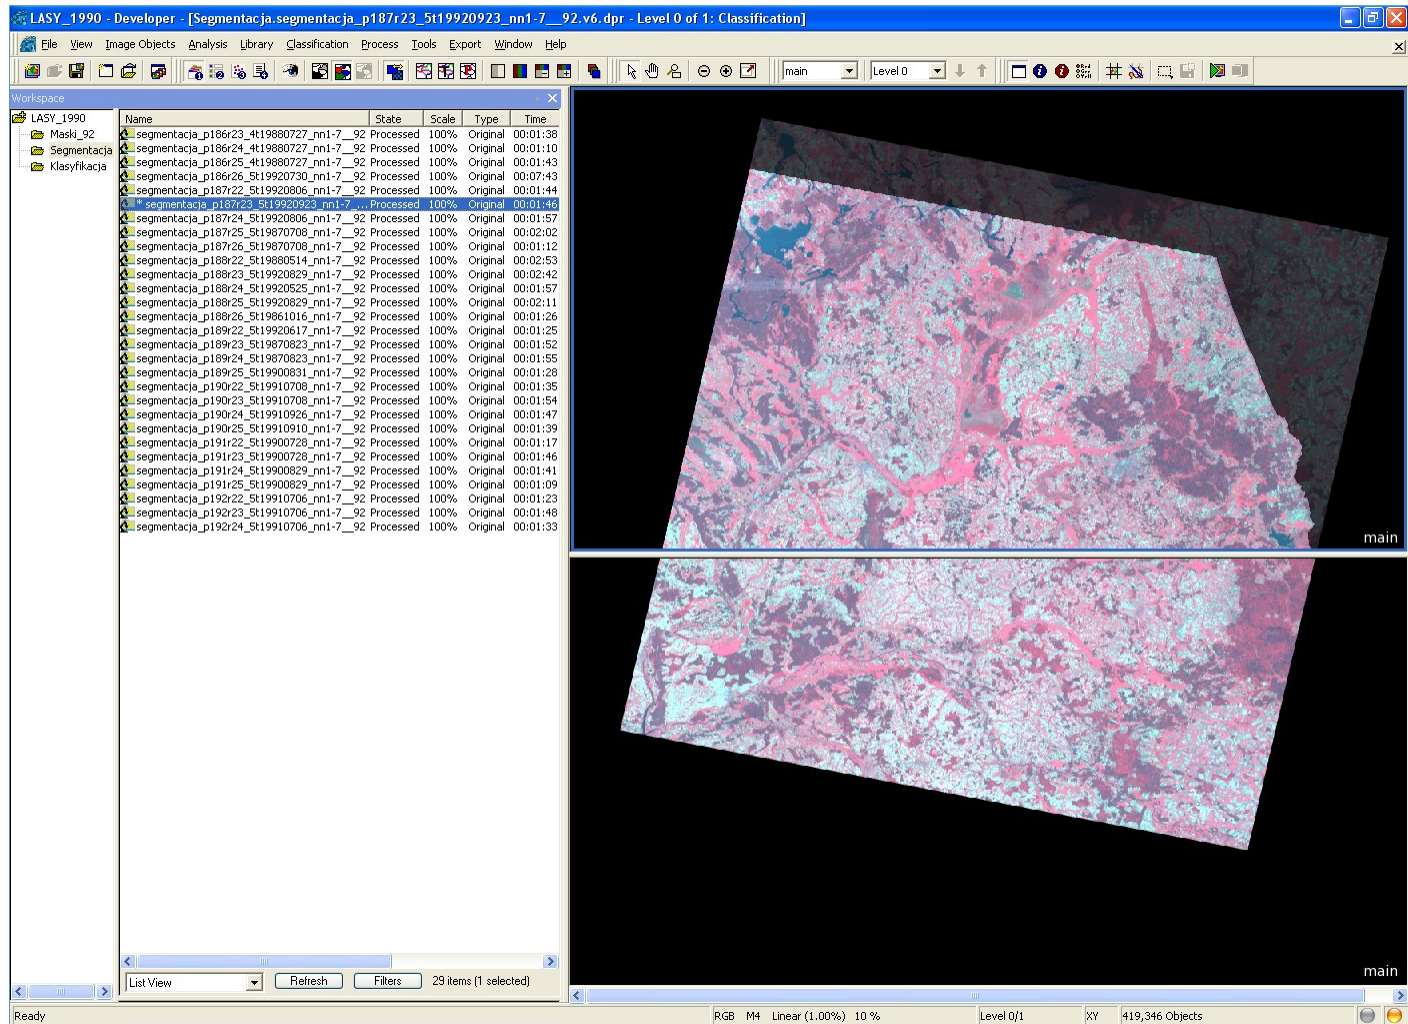 LASY_1990 - Developer - [Segmentacja.segmentacja_p187r23_5t19920923_nn1-7__92.v6.dpr - Level 0 of 1: Classification]
File View Image Objects Analysis Library Classification Process Tools Export Window Help
main Level 0
Workspace
LASY_1990
Maski_92
Segmentacja
Klasyfikacja
Name State Scale Type Time
segmentacja_p186r23_4t19880727_nn1-7__92 Processed 100% Original 00:01:38
segmentacja_p186r24_4t19880727_nn1-7__92 Processed 100% Original 00:01:10
segmentacja_p186r25_4t19880727_nn1-7__92 Processed 100% Original 00:01:43
segmentacja_p186r26_5t19920730_nn1-7__92 Processed 100% Original 00:07:43
segmentacja_p187r22_5t19920806_nn1-7__92 Processed 100% Original 00:01:44
* segmentacja_p187r23_5t19920923_nn1-7_... Processed 100% Original 00:01:46
segmentacja_p187r24_5t19920806_nn1-7__92 Processed 100% Original 00:01:57
segmentacja_p187r25_5t19870708_nn1-7__92 Processed 100% Original 00:02:02
segmentacja_p187r26_5t19870708_nn1-7__92 Processed 100% Original 00:01:12
segmentacja_p188r22_5t19880514_nn1-7__92 Processed 100% Original 00:02:53
segmentacja_p188r23_5t19920829_nn1-7__92 Processed 100% Original 00:02:42
segmentacja_p188r24_5t19920525_nn1-7__92 Processed 100% Original 00:01:57
segmentacja_p188r25_5t19920829_nn1-7__92 Processed 100% Original 00:02:11
segmentacja_p188r26_5t19861016_nn1-7__92 Processed 100% Original 00:01:26
segmentacja_p189r22_5t19920617_nn1-7__92 Processed 100% Original 00:01:25
segmentacja_p189r23_5t19870823_nn1-7__92 Processed 100% Original 00:01:52
segmentacja_p189r24_5t19870823_nn1-7__92 Processed 100% Original 00:01:55
segmentacja_p189r25_5t19900831_nn1-7__92 Processed 100% Original 00:01:28
segmentacja_p190r22_5t19910708_nn1-7__92 Processed 100% Original 00:01:35
segmentacja_p190r23_5t19910708_nn1-7__92 Processed 100% Original 00:01:54
segmentacja_p190r24_5t19910926_nn1-7__92 Processed 100% Original 00:01:47
segmentacja_p190r25_5t19910910_nn1-7__92 Processed 100% Original 00:01:39
segmentacja_p191r22_5t19900728_nn1-7__92 Processed 100% Original 00:01:17
segmentacja_p191r23_5t19900728_nn1-7__92 Processed 100% Original 00:01:46
segmentacja_p191r24_5t19900829_nn1-7__92 Processed 100% Original 00:01:41
segmentacja_p191r25_5t19900829_nn1-7__92 Processed 100% Original 00:01:09
segmentacja_p192r22_5t19910706_nn1-7__92 Processed 100% Original 00:01:23
segmentacja_p192r23_5t19910706_nn1-7__92 Processed 100% Original 00:01:48
segmentacja_p192r24_5t19910706_nn1-7__92 Processed 100% Original 00:01:33
main
main
List View Refresh Filters 29 items (1 selected)
Ready RGB M4 Linear (1.00%) 10 % Level 0/1 XY 419,346 Objects